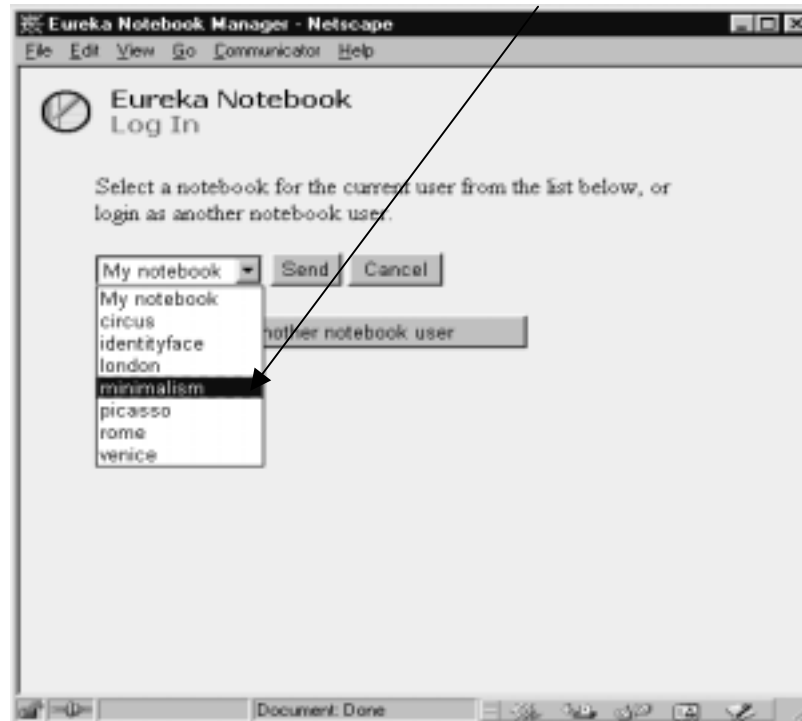 Eureka Notebook Manager - Netscape
File Edit View Go Communicator Help
Eureka Notebook
Log In
Select a notebook for the current user from the list below, or
login as another notebook user.
My notebook Send Cancel
My notebook
circus
identityface
london
minimalism
picasso
rome
venice
nother notebook user
Document: Done